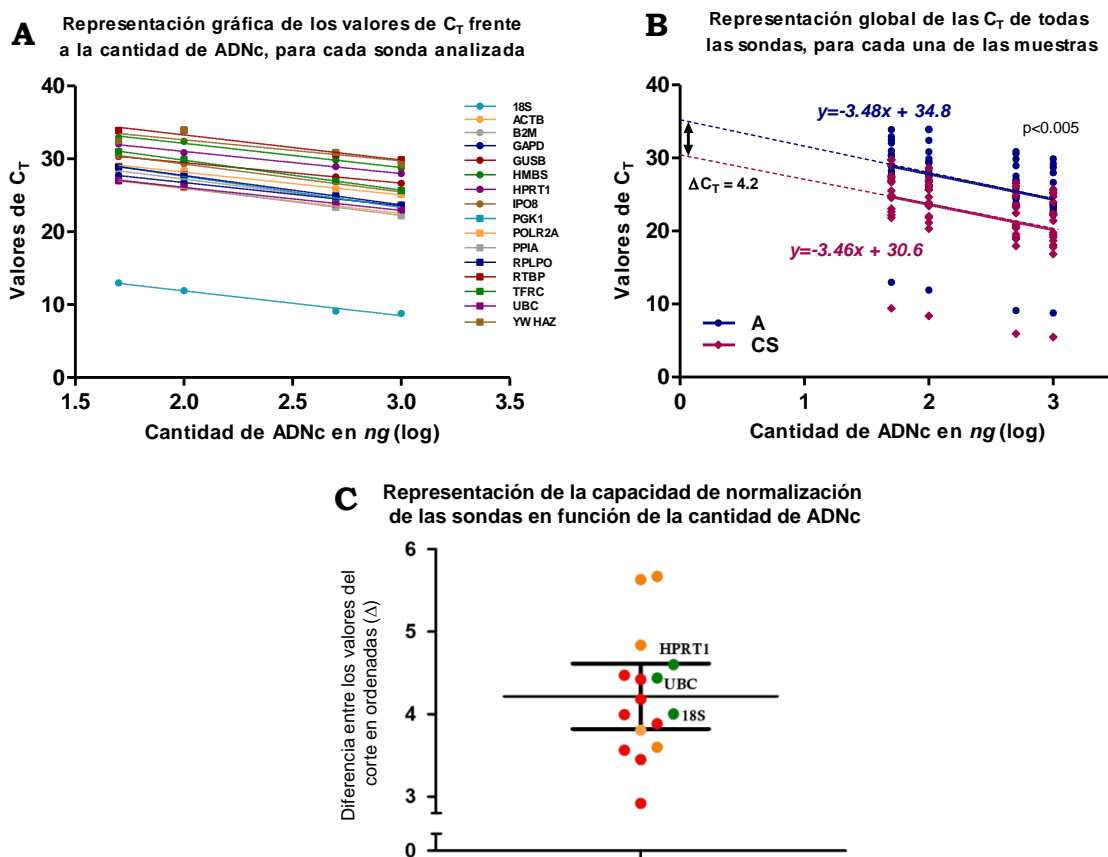 A
Representación gráfica de los valores de CT frente
a la cantidad de ADNc, para cada sonda analizada
Valores de CT
40
30
20
10
0
1.5
2.0
2.5
3.0
3.5
Cantidad de ADNc en ng (log)
18S
ACTB
B2M
GAPD
GUSB
HMBS
HPRT1
IPO8
PGK1
POLR2A
PPIA
RPLPO
RTBP
TFRC
UBC
YWHAZ
B
Representación global de las CT de todas
las sondas, para cada una de las muestras
Valores de CT
40
30
20
10
0
y=-3.48x + 34.8
p<0.005
ΔCT = 4.2
y=-3.46x + 30.6
A
CS
0
1
2
3
Cantidad de ADNc en ng (log)
C
Representación de la capacidad de normalización
de las sondas en función de la cantidad de ADNc
Diferencia entre los valores del
corte en ordenadas (Δ)
6
5
4
3
0
HPRT1
UBC
18S